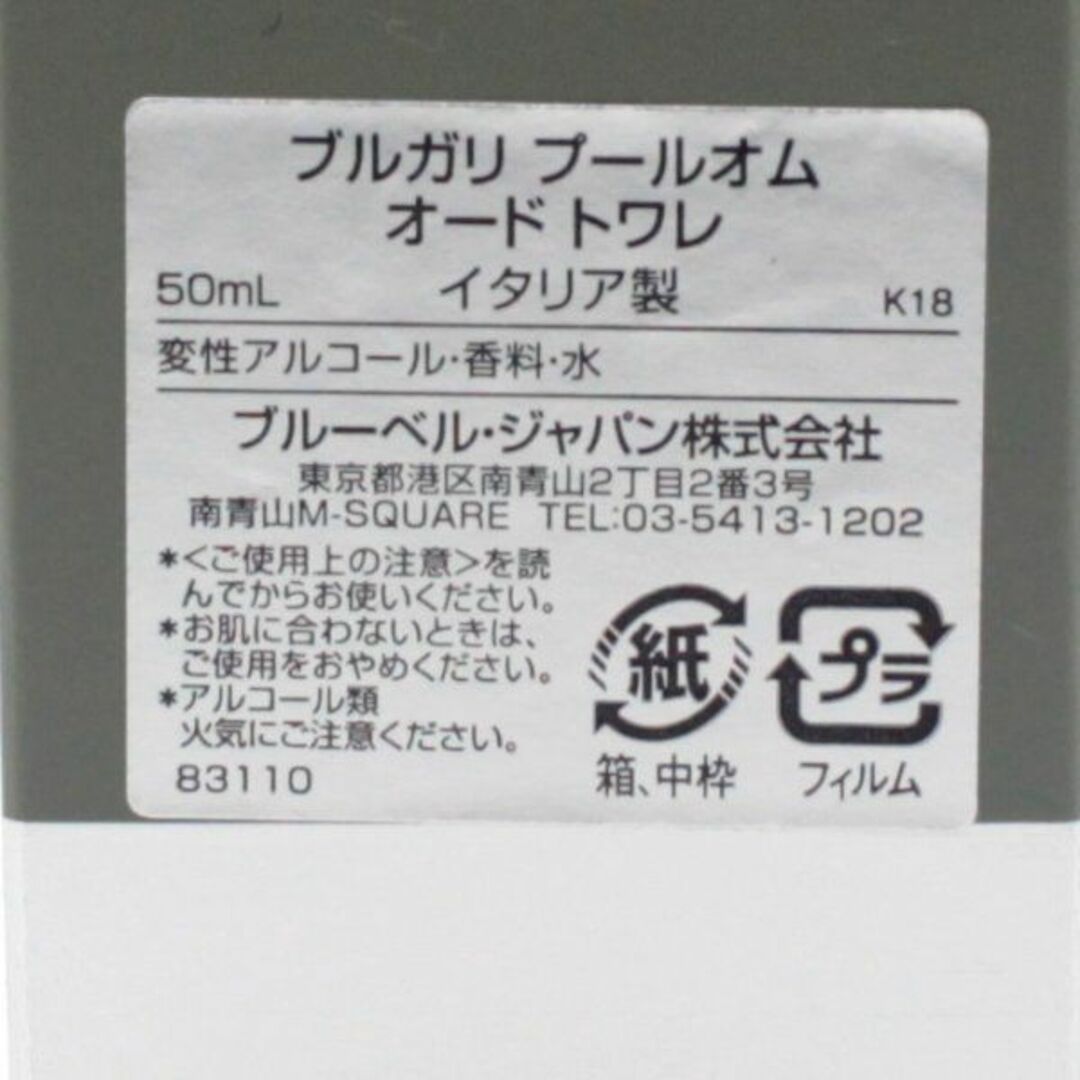 ブルガリ プールオム
オード トワレ
50mL イタリア製 K18
変性アルコール・香料・水
ブルーベル・ジャパン株式会社
東京都港区南青山2丁目2番3号
南青山M-SQUARE TEL:03-5413-1202
*<ご使用上の注意>を読
んでからお使いください。
*お肌に合わないときは、
ご使用をおやめください。
*アルコール類
火気にご注意ください。
83110
紙
箱、中枠
プラ
フィルム